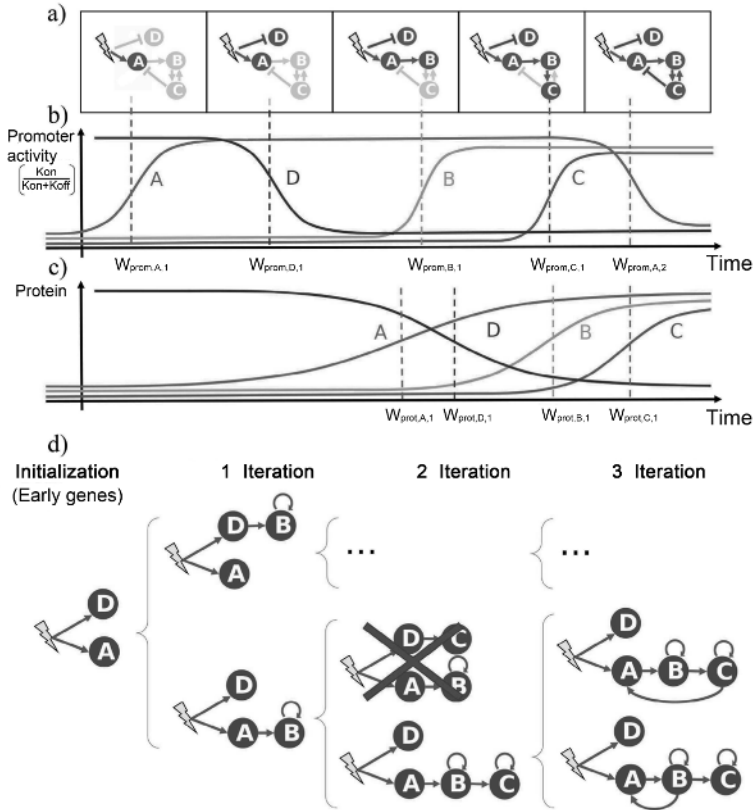 a)
D D D D D
A B A B A B A B A B
C C C C C
b)
Promoter
activity
(Kon
Kon+Koff)
A D B C
Wprom,A,1 Wprom,D,1 Wprom,B,1 Wprom,C,1 Wprom,A,2 Time
c)
Protein
A D B C
Wprot,A,1 Wprot,D,1 Wprot,B,1 Wprot,C,1 Time
d)
Initialization 1 Iteration 2 Iteration 3 Iteration
(Early genes)
D B
A
... ...
D
A
D C
A B
D
A B C
D
A B
D
A B C
D
A B C